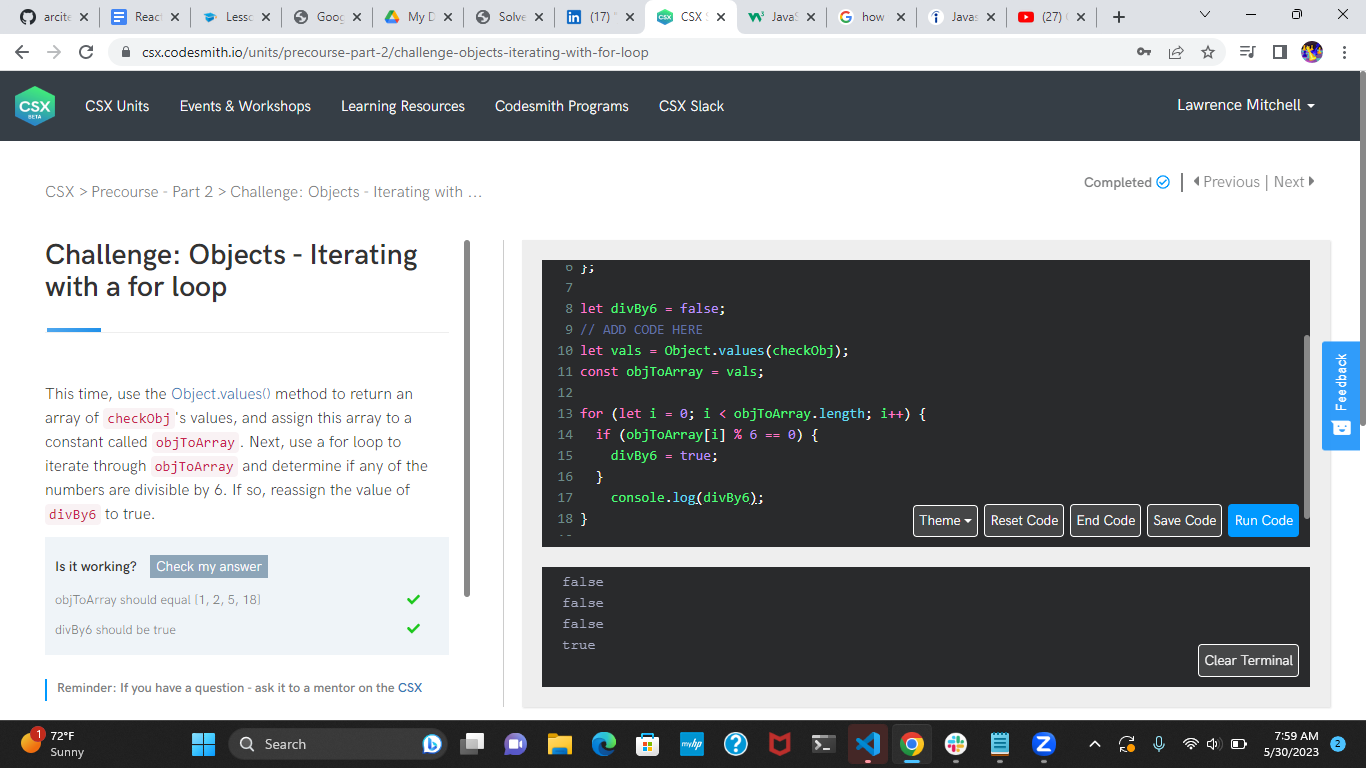 arcite
React
Lesso
Goog
My D
Solve
(17) "
CSX
JavaS
how
Javas
(27)
csx.codesmith.io/units/precourse-part-2/challenge-objects-iterating-with-for-loop
CSX
BETA
CSX Units
Events & Workshops
Learning Resources
Codesmith Programs
CSX Slack
Lawrence Mitchell
CSX > Precourse - Part 2 > Challenge: Objects - Iterating with ...
Completed | Previous | Next
Challenge: Objects - Iterating
with a for loop
This time, use the Object.values() method to return an
array of checkObj 's values, and assign this array to a
constant called objToArray . Next, use a for loop to
iterate through objToArray and determine if any of the
numbers are divisible by 6. If so, reassign the value of
divBy6 to true.
Is it working? Check my answer
objToArray should equal [1, 2, 5, 18]
divBy6 should be true
Reminder: If you have a question - ask it to a mentor on the CSX
6 };
7
8 let divBy6 = false;
9 // ADD CODE HERE
10 let vals = Object.values(checkObj);
11 const objToArray = vals;
12
13 for (let i = 0; i < objToArray.length; i++) {
14 if (objToArray[i] % 6 == 0) {
15 divBy6 = true;
16 }
17 console.log(divBy6);
18 }
Theme
Reset Code
End Code
Save Code
Run Code
false
false
false
true
Clear Terminal
Feedback
1
72°F
Sunny
Search
myhp
7:59 AM
5/30/2023
2